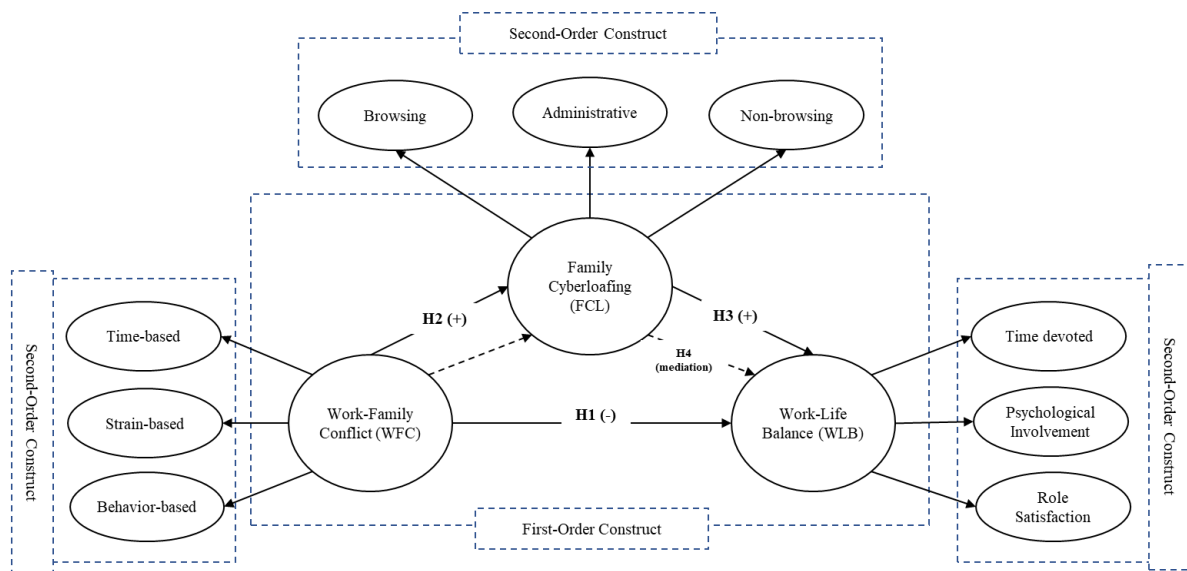 Second-Order Construct
Browsing
Administrative
Non-browsing
Family
Cyberloafing
(FCL)
H2 (+)
H3 (+)
H4
(mediation)
Second-Order Construct
Time-based
Strain-based
Behavior-based
Work-Family
Conflict (WFC)
H1 (-)
Work-Life
Balance (WLB)
Time devoted
Psychological
Involvement
Role
Satisfaction
Second-Order Construct
First-Order Construct